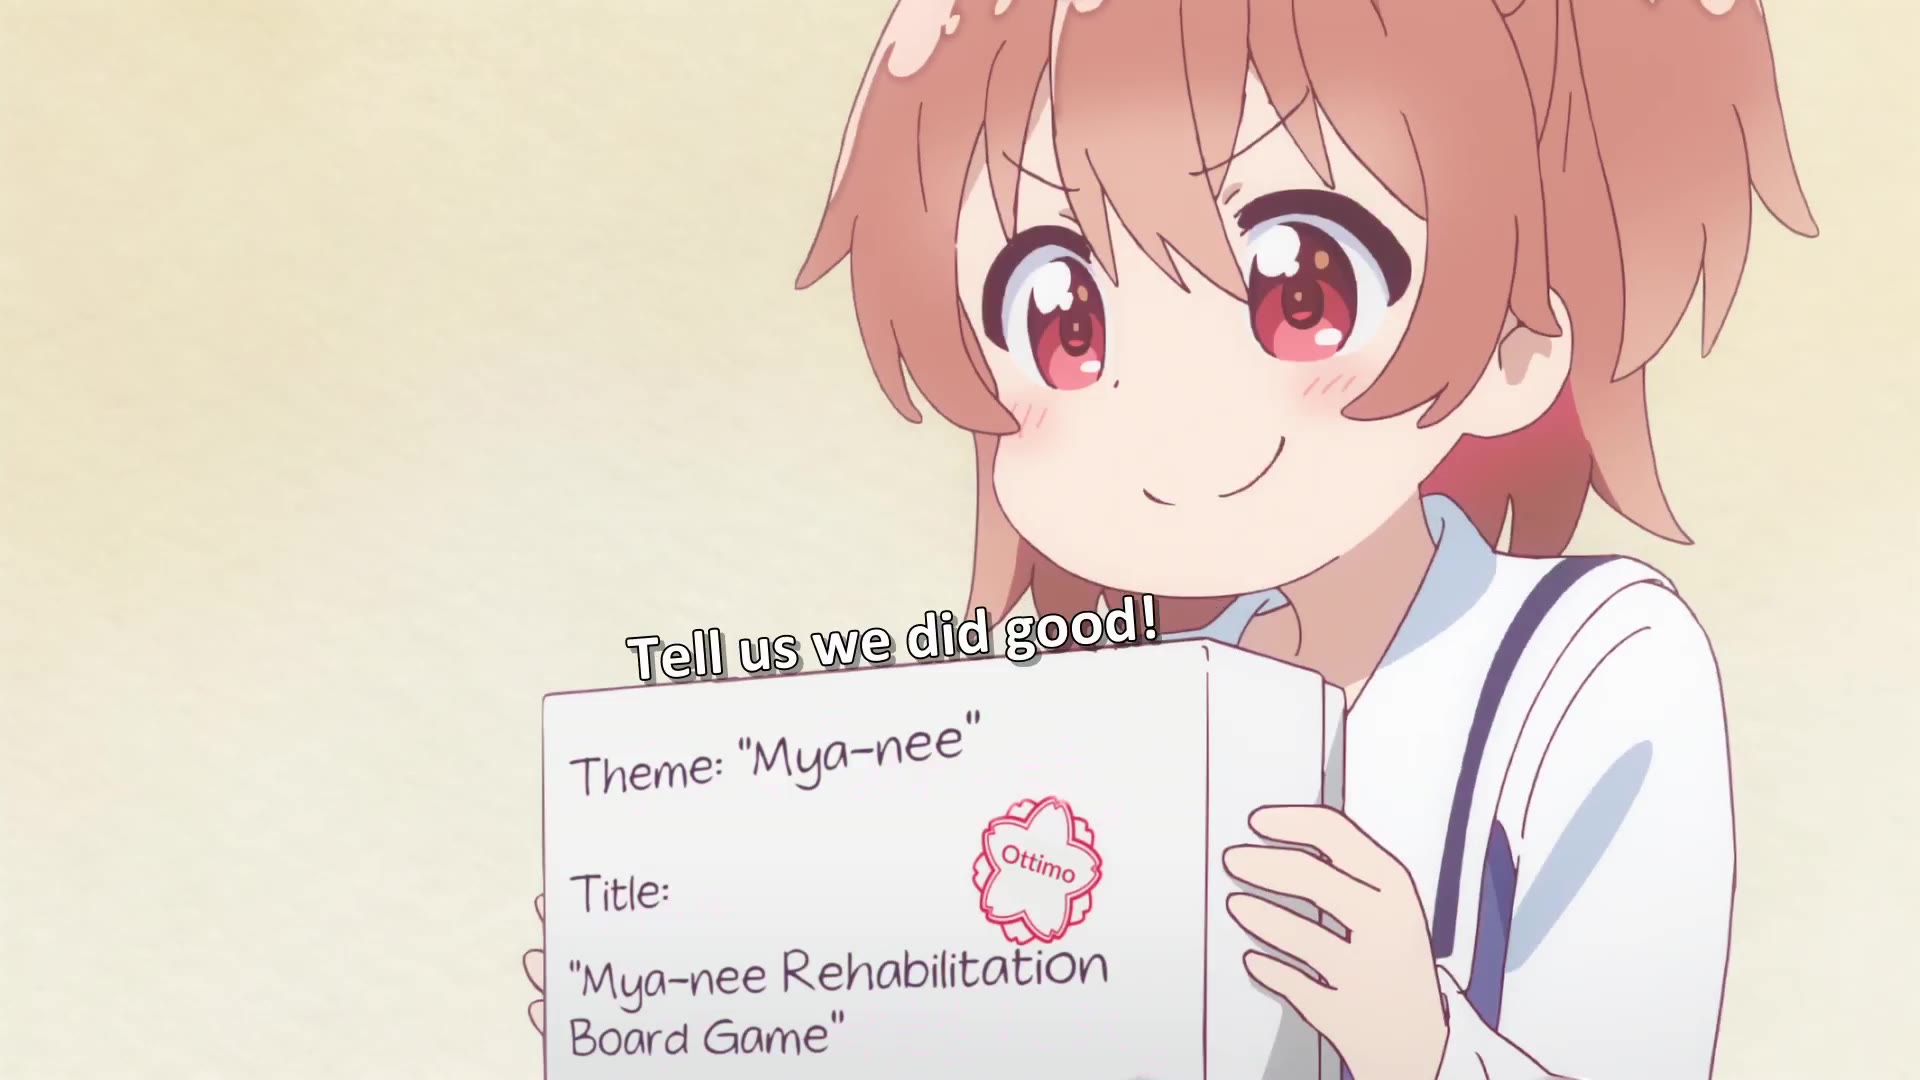 Tell us we did good!
Theme: "Mya-nee"
Ottimo
Title:
"Mya-nee Rehabilitation
Board Game"